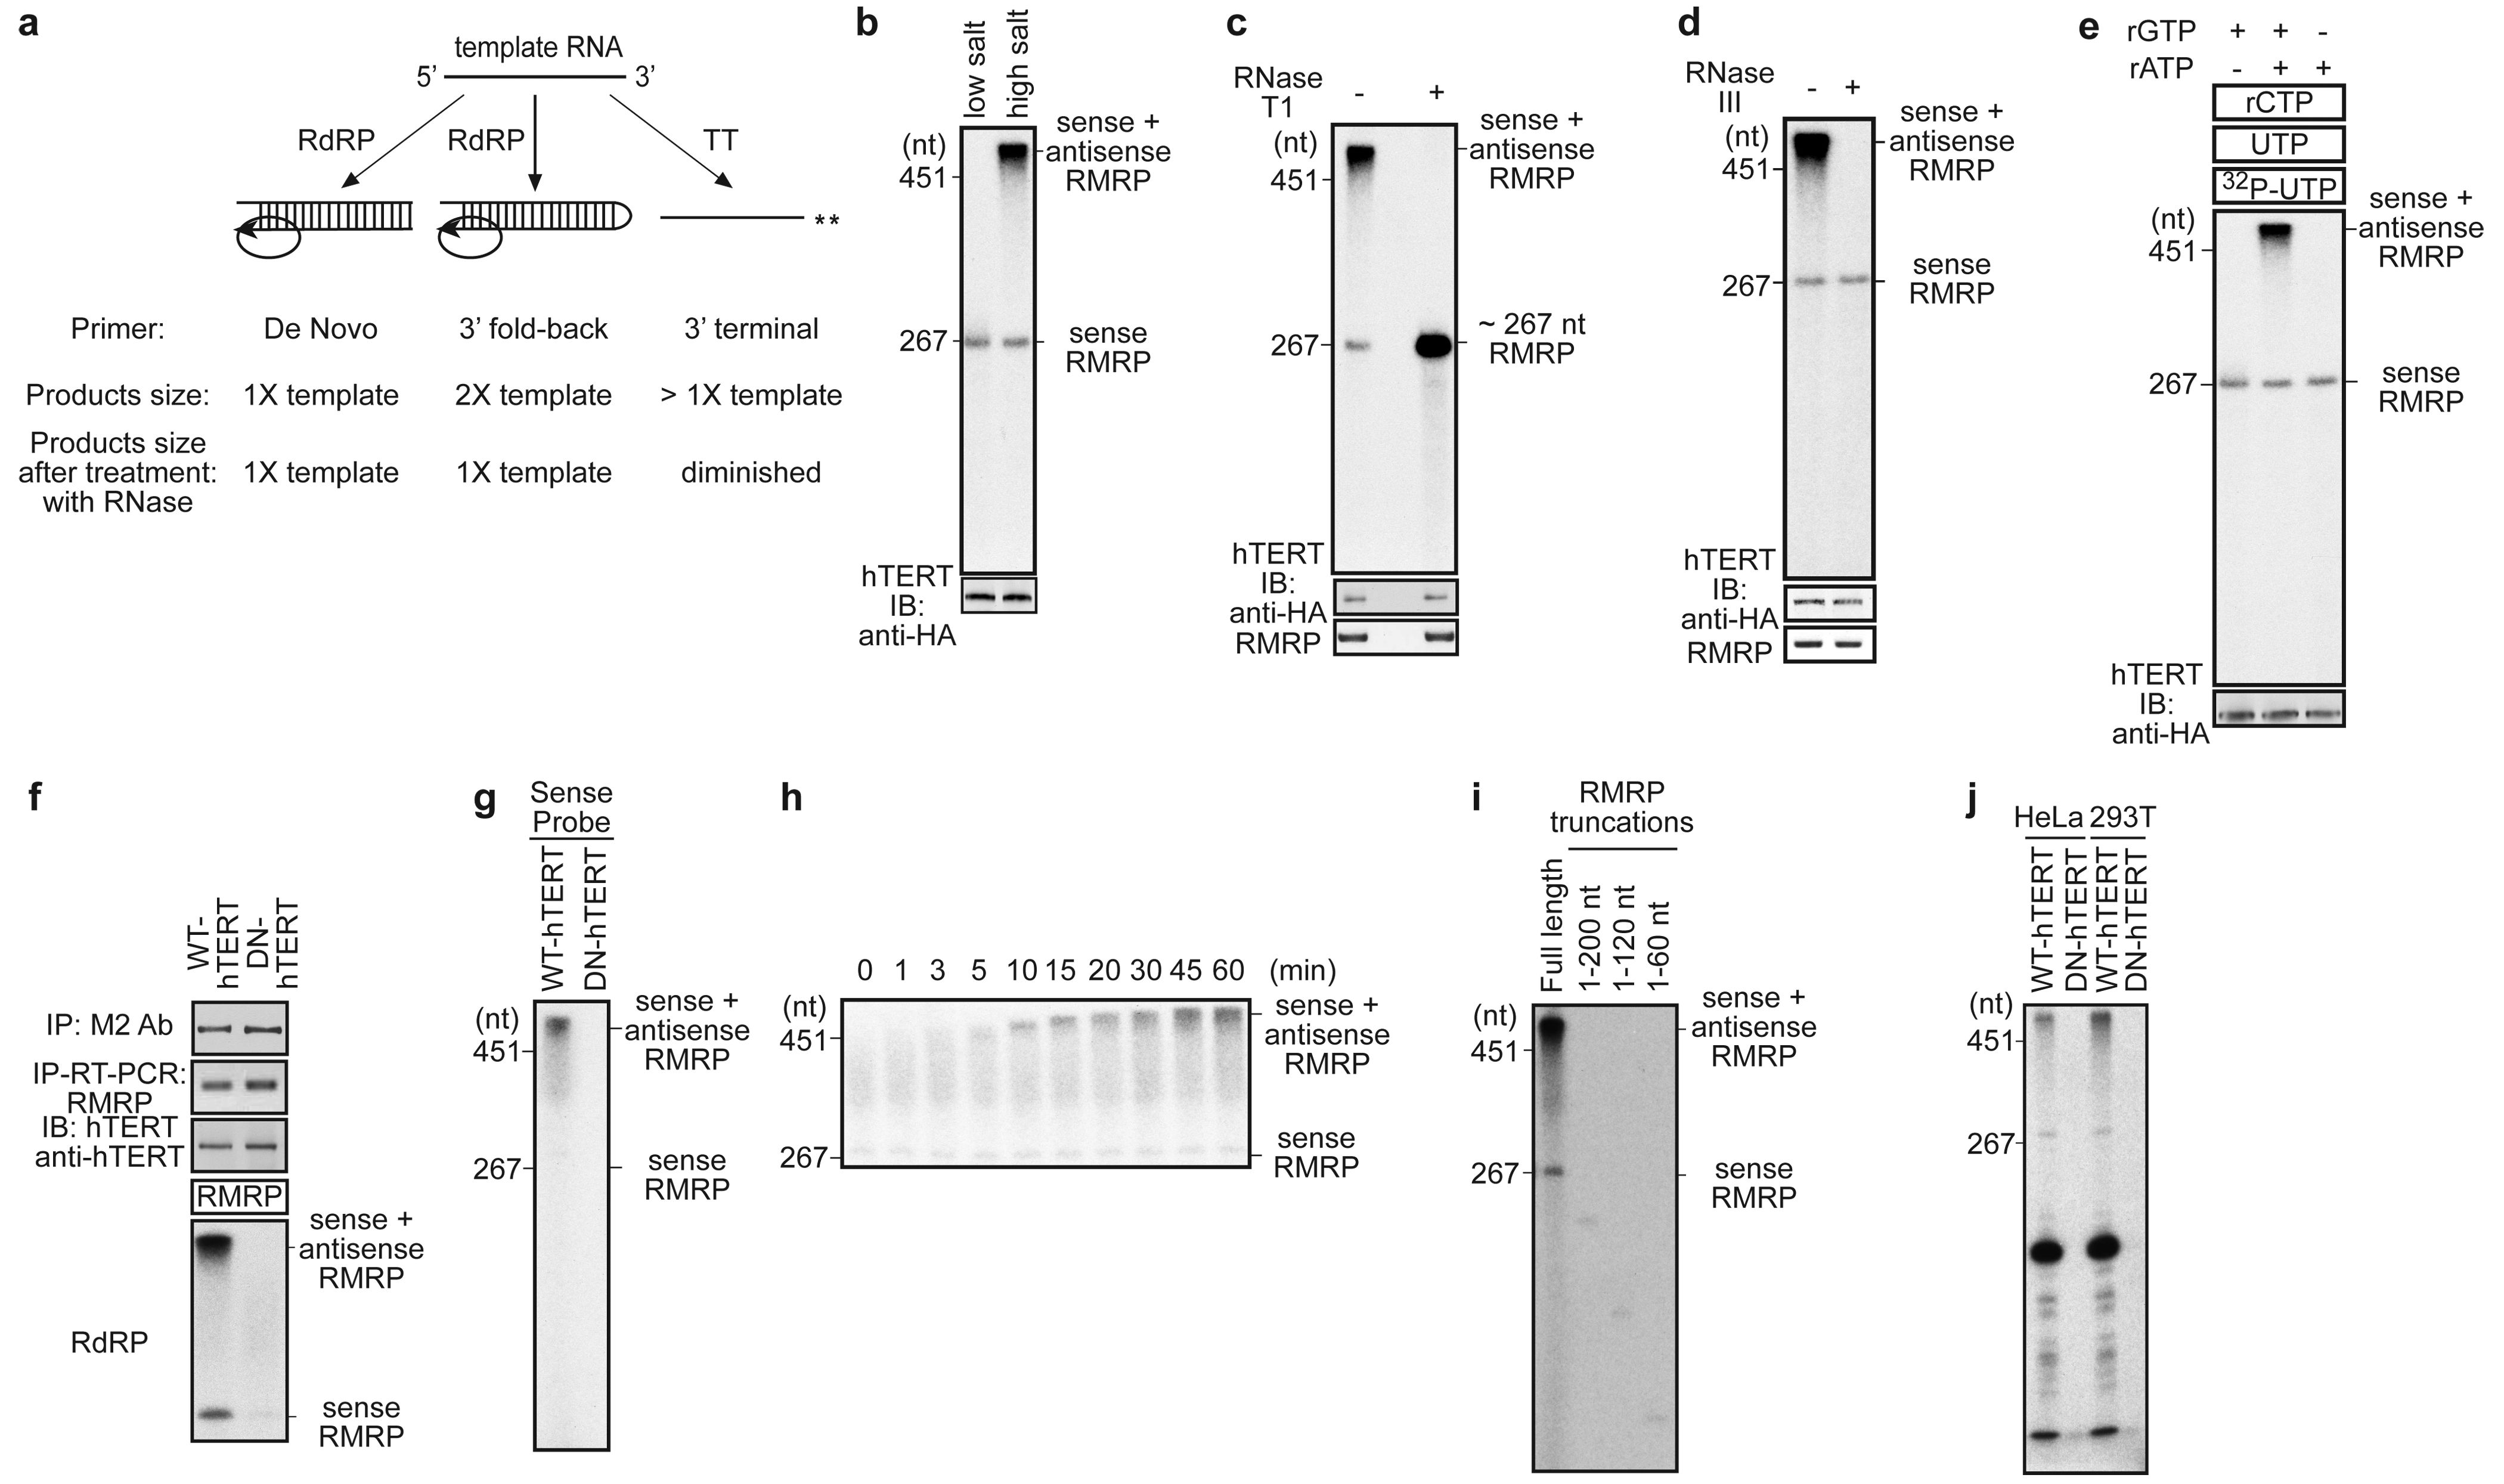 a
template RNA
5’ 3’
RdRP RdRP TT
**
Primer: De Novo 3’ fold-back 3’ terminal
Products size: 1X template 2X template > 1X template
Products size
after treatment: 1X template 1X template diminished
with RNase
b
low salt
high salt
(nt)
451
267
sense +
antisense
RMRP
sense
RMRP
hTERT
IB:
anti-HA
c
RNase
T1
- +
(nt)
451
267
sense +
antisense
RMRP
~ 267 nt
RMRP
hTERT
IB:
anti-HA
RMRP
d
RNase
III
- +
(nt)
451
267
sense +
antisense
RMRP
sense
RMRP
hTERT
IB:
anti-HA
RMRP
e
rGTP + + -
rATP - + +
rCTP
UTP
32P-UTP
(nt)
451
267
sense +
antisense
RMRP
sense
RMRP
hTERT
IB:
anti-HA
f
WT-
hTERT
DN-
hTERT
IP: M2 Ab
IP-RT-PCR:
RMRP
IB: hTERT
anti-hTERT
RMRP
sense +
antisense
RMRP
RdRP
sense
RMRP
g
Sense
Probe
WT-hTERT
DN-hTERT
(nt)
451
267
sense +
antisense
RMRP
sense
RMRP
h
0 1 3 5 10 15 20 30 45 60 (min)
(nt)
451
267
sense +
antisense
RMRP
sense
RMRP
i
RMRP
truncations
Full length
1-200 nt
1-120 nt
1-60 nt
(nt)
451
267
sense +
antisense
RMRP
sense
RMRP
j
HeLa 293T
WT-hTERT
DN-hTERT
WT-hTERT
DN-hTERT
(nt)
451
267